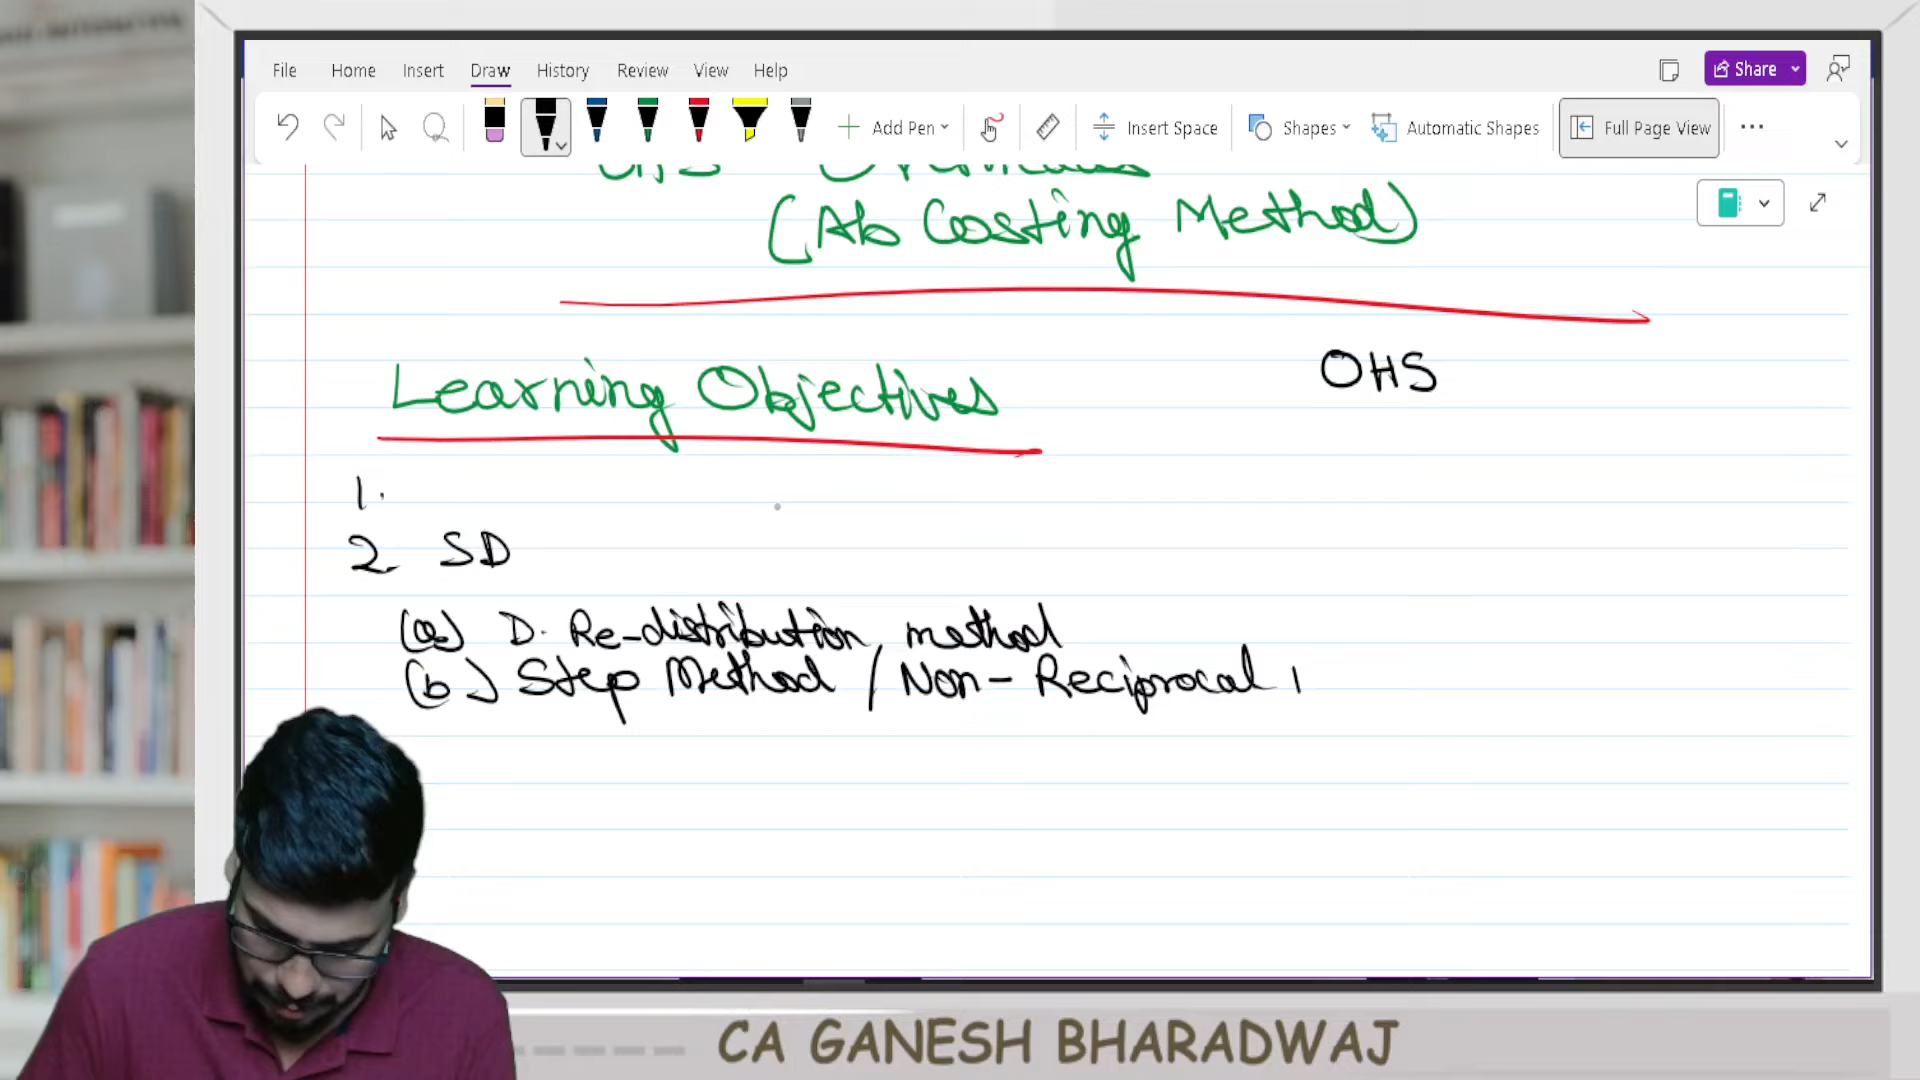 File Home Insert Draw History Review View Help Share
Add Pen Insert Space Shapes Automatic Shapes Full Page View
(Ab Costing Method)
OHS
Learning Objectives
1.
2. SD
(a) D. Re-distribution method
(b) Step Method / Non-Reciprocal
CA GANESH BHARADWAJ